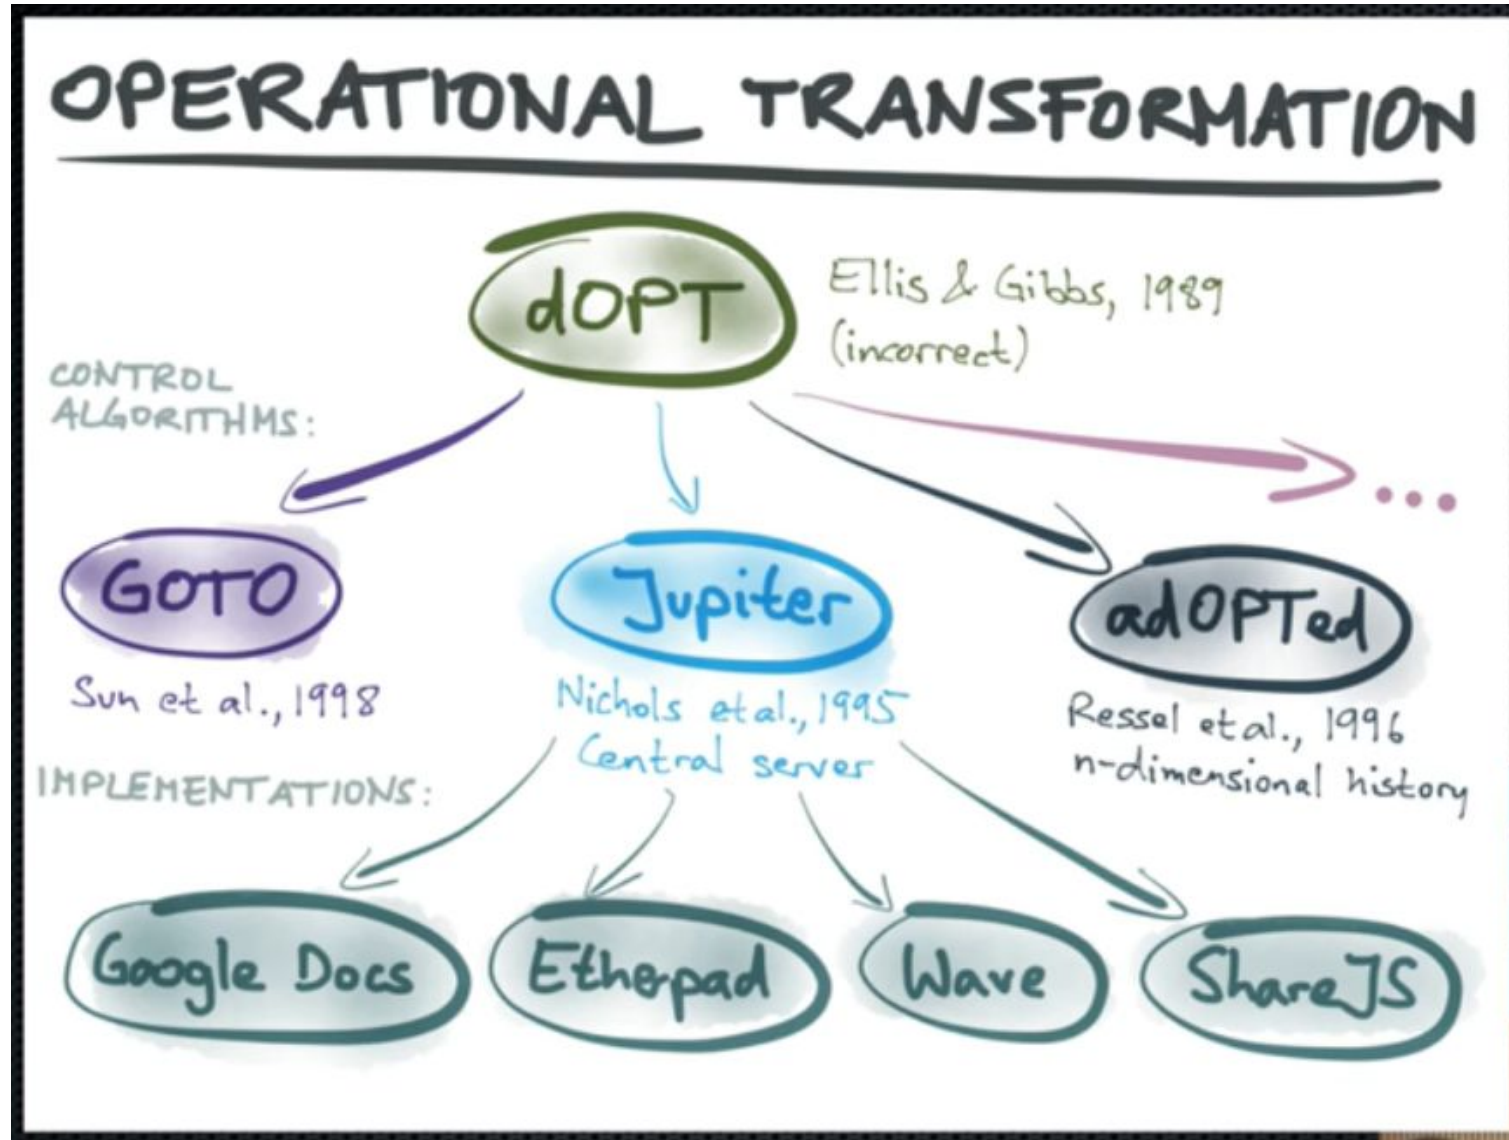 OPERATIONAL TRANSFORMATION
dOPT
Ellis & Gibbs, 1989
(incorrect)
CONTROL
ALGORITHMS:
...
GOTO
Jupiter
adOPTed
Sun et al., 1998
Nichols et al., 1995
Central server
Ressel et al., 1996
n-dimensional history
IMPLEMENTATIONS:
Google Docs
Etherpad
Wave
ShareJS